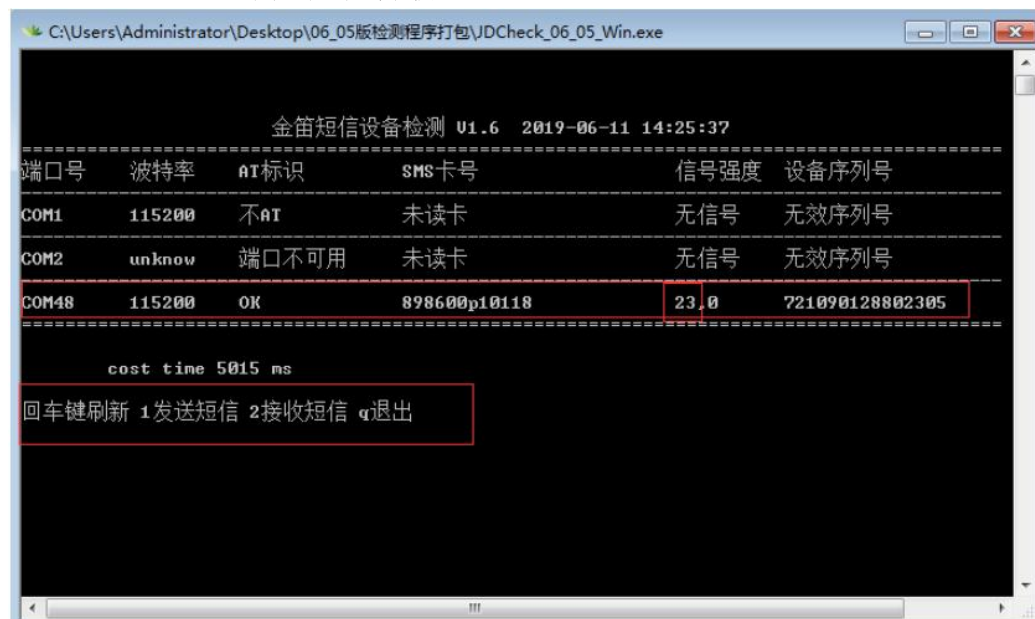 C:\Users\Administrator\Desktop\06_05版检测程序打包\JDCheck_06_05_Win.exe
金笛短信设备检测 V1.6 2019-06-11 14:25:37
端口号 波特率 AT标识 SMS卡号 信号强度 设备序列号
COM1 115200 不AT 未读卡 无信号 无效序列号
COM2 unknow 端口不可用 未读卡 无信号 无效序列号
COM48 115200 OK 898600p10118 23,0 721090128802305
cost time 5015 ms
回车键刷新 1发送短信 2接收短信 q退出